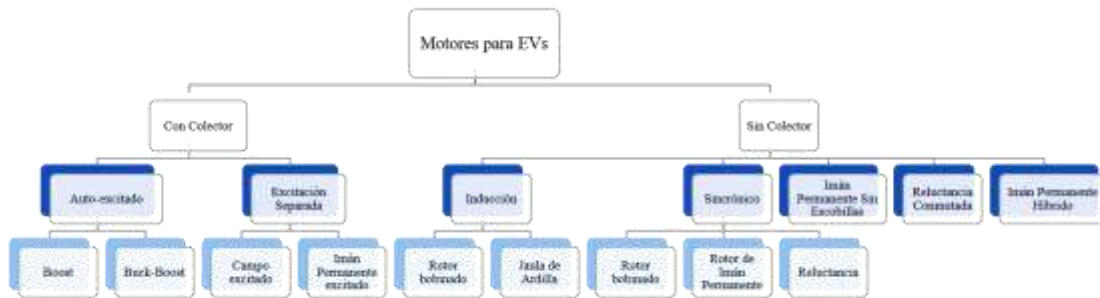 Motores para EVs
Con Colector
Sin Colector
Auto-excitado
Excitación
Separada
Inducción
Sincrónico
Imán
Permanente Sin
Escobillas
Reluctancia
Conmutada
Imán Permanente
Híbrido
Boost
Buck-Boost
Campo
excitado
Imán
Permanente
excitado
Rotor
bobinado
Jaula de
Ardilla
Rotor
bobinado
Rotor de
Imán
Permanente
Reluctancia